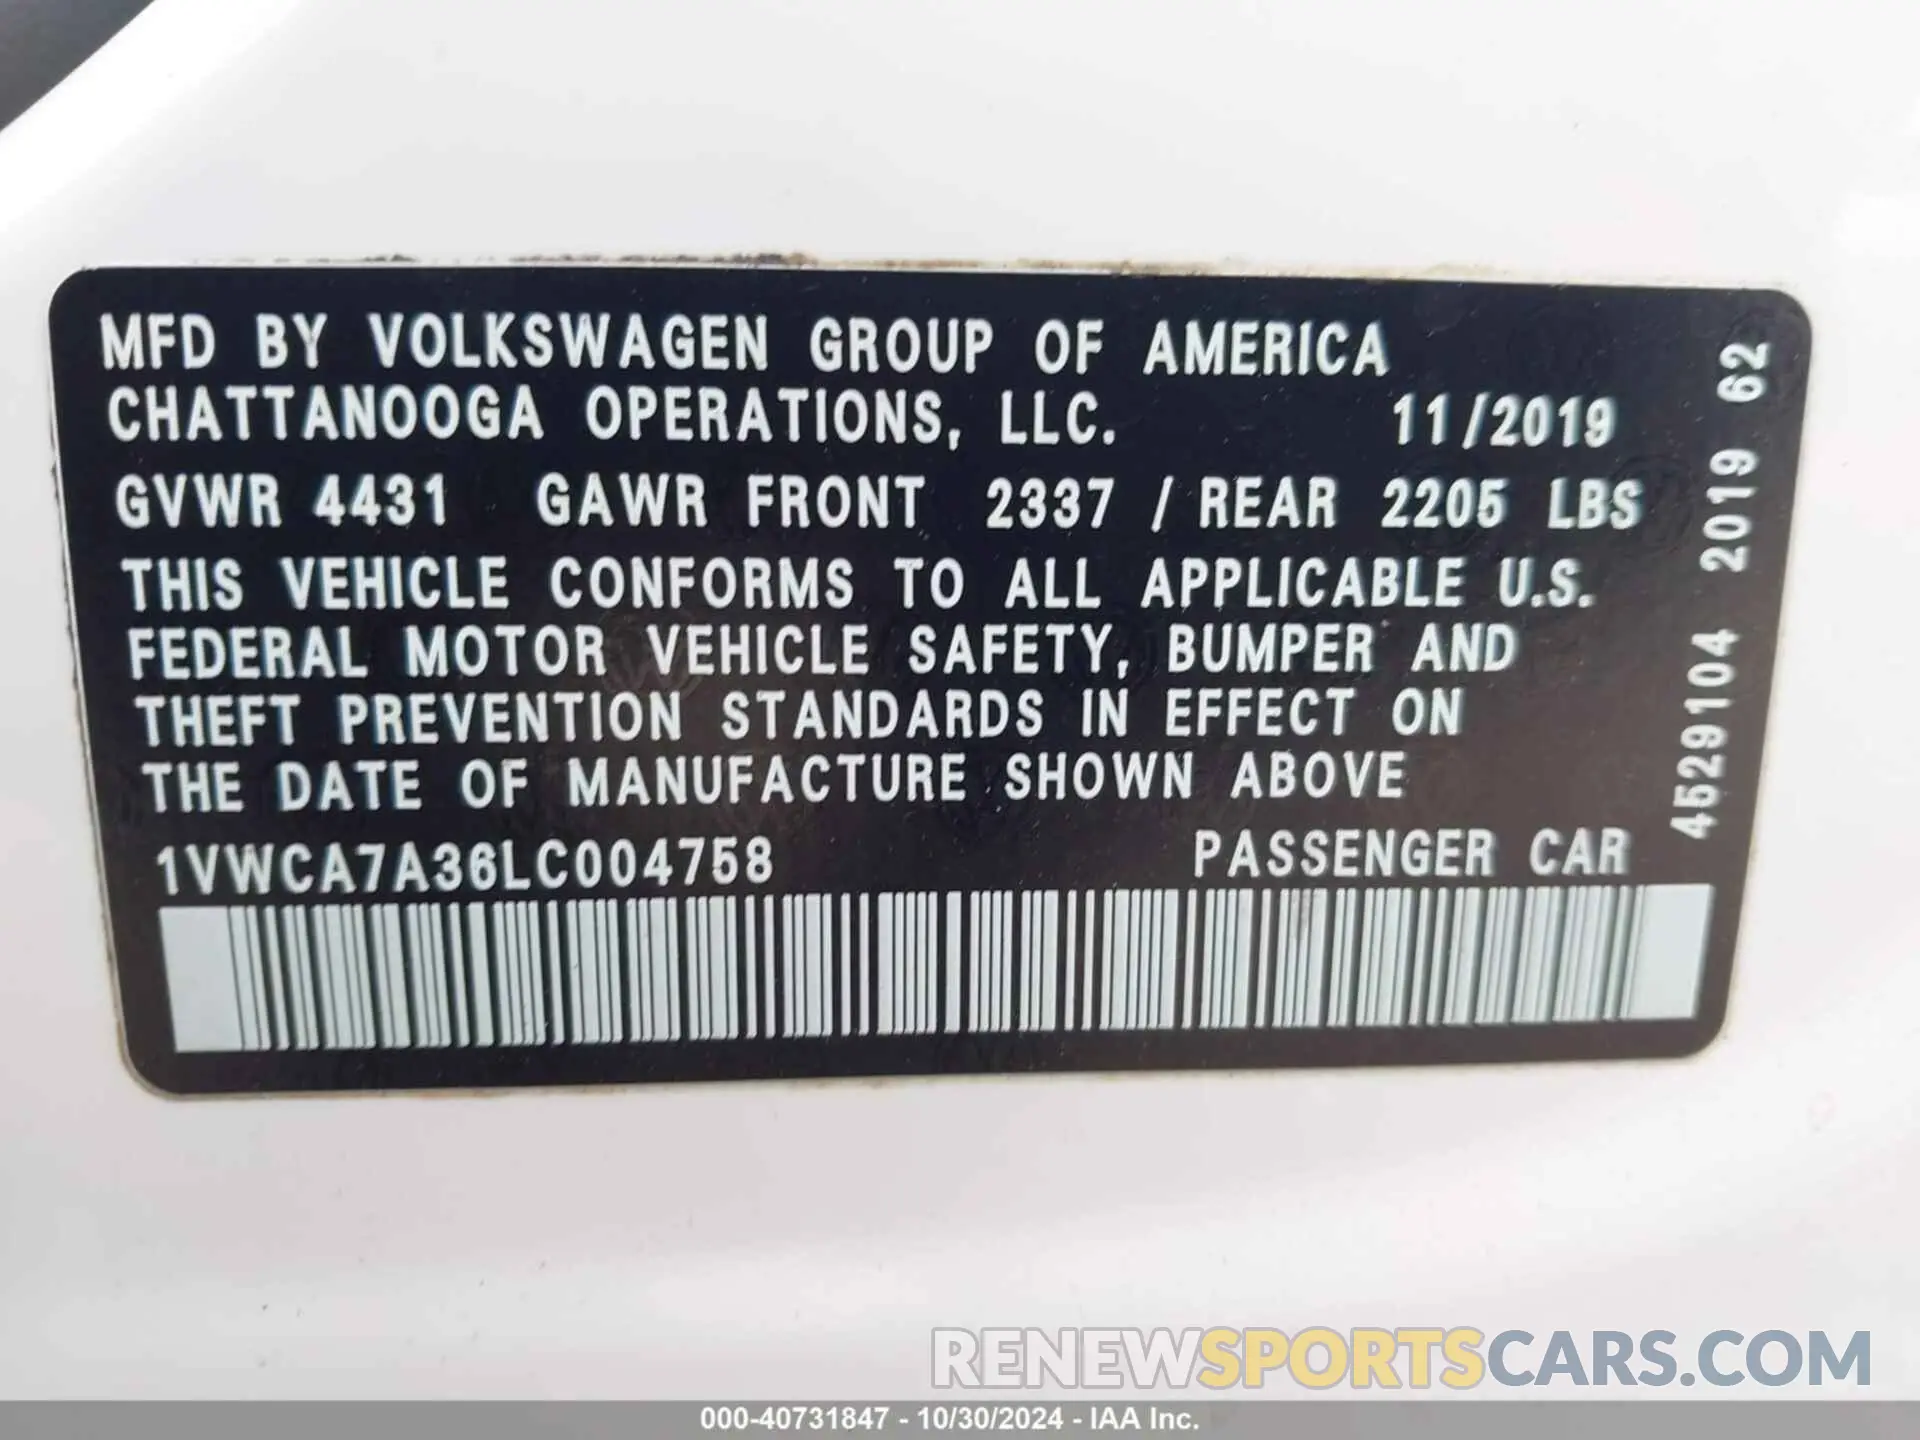 MFD BY VOLKSWAGEN GROUP OF AMERICA
CHATTANOOGA OPERATIONS, LLC. 11/2019
GVWR 4431 GAWR FRONT 2337 / REAR 2205 LBS
THIS VEHICLE CONFORMS TO ALL APPLICABLE U.S.
FEDERAL MOTOR VEHICLE SAFETY, BUMPER AND
THEFT PREVENTION STANDARDS IN EFFECT ON
THE DATE OF MANUFACTURE SHOWN ABOVE
1VWCA7A36LC004758 PASSENGER CAR
4529104 2019 62
RENEWSPORTSCARS.COM
000-40731847 - 10/30/2024 - IAA Inc.